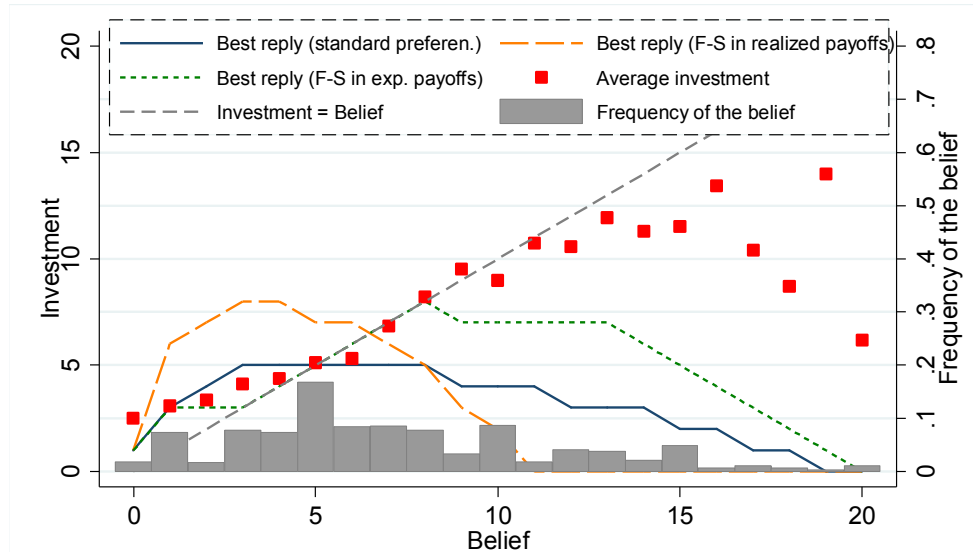 Best reply (standard preferen.)
Best reply (F-S in realized payoffs)
Best reply (F-S in exp. payoffs)
Average investment
Investment = Belief
Frequency of the belief
Investment
0
5
10
15
20
Frequency of the belief
0
.1
.2
.3
.4
.5
.6
.7
.8
0
5
10
15
20
Belief